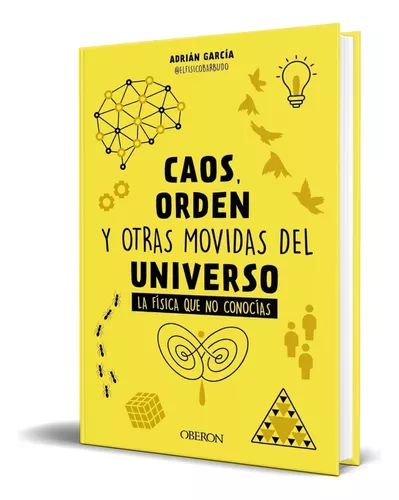 ADRIÁN GARCÍA
@ELFISICOBARBUDO
CAOS,
ORDEN
Y OTRAS MOVIDAS DEL
UNIVERSO
LA FÍSICA QUE NO CONOCÍAS
OBERON